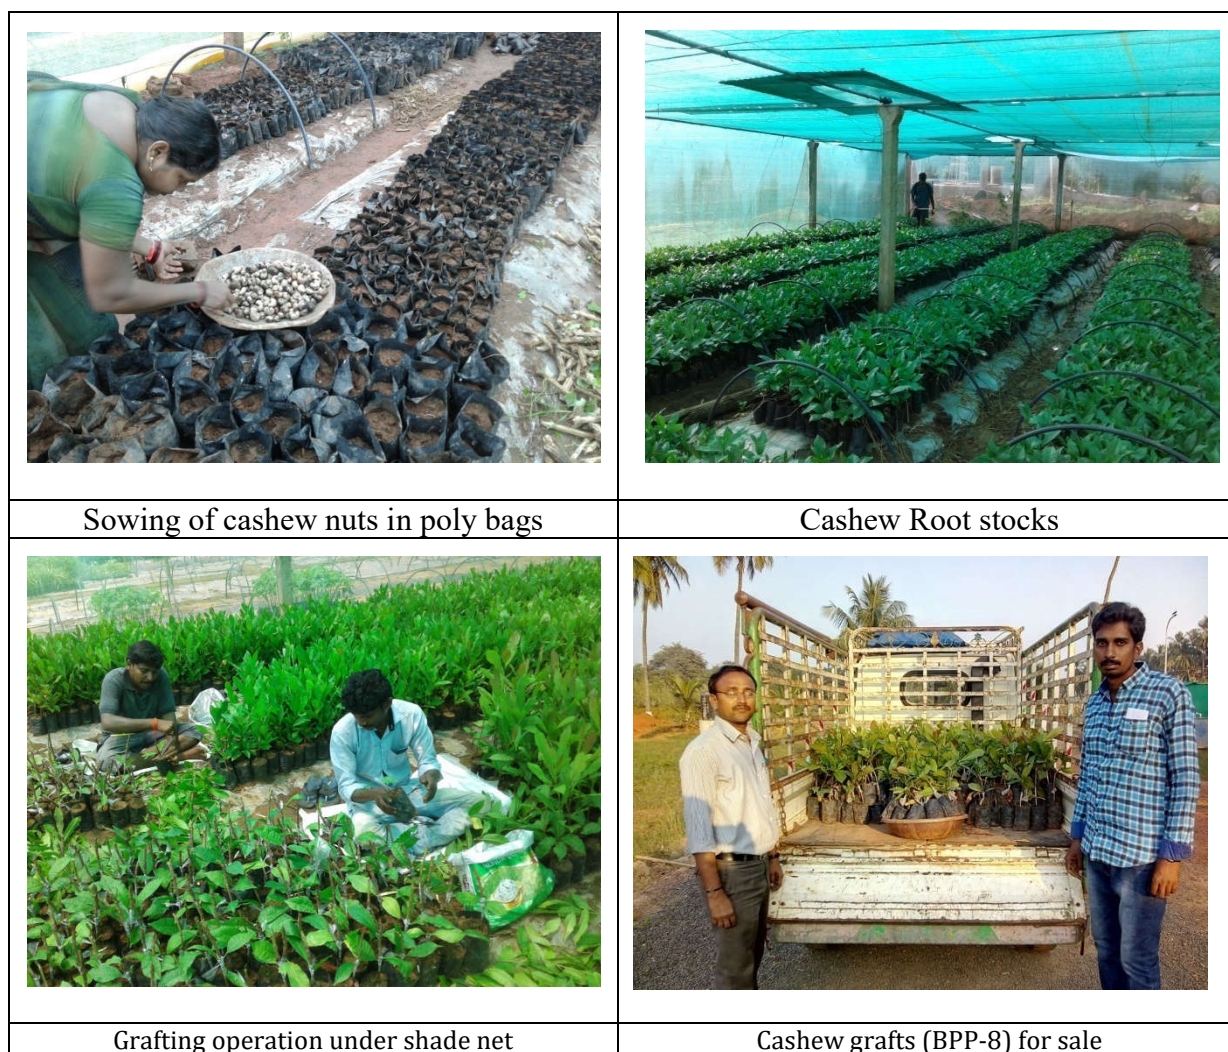 Sowing of cashew nuts in poly bags
Cashew Root stocks
Grafting operation under shade net
Cashew grafts (BPP-8) for sale